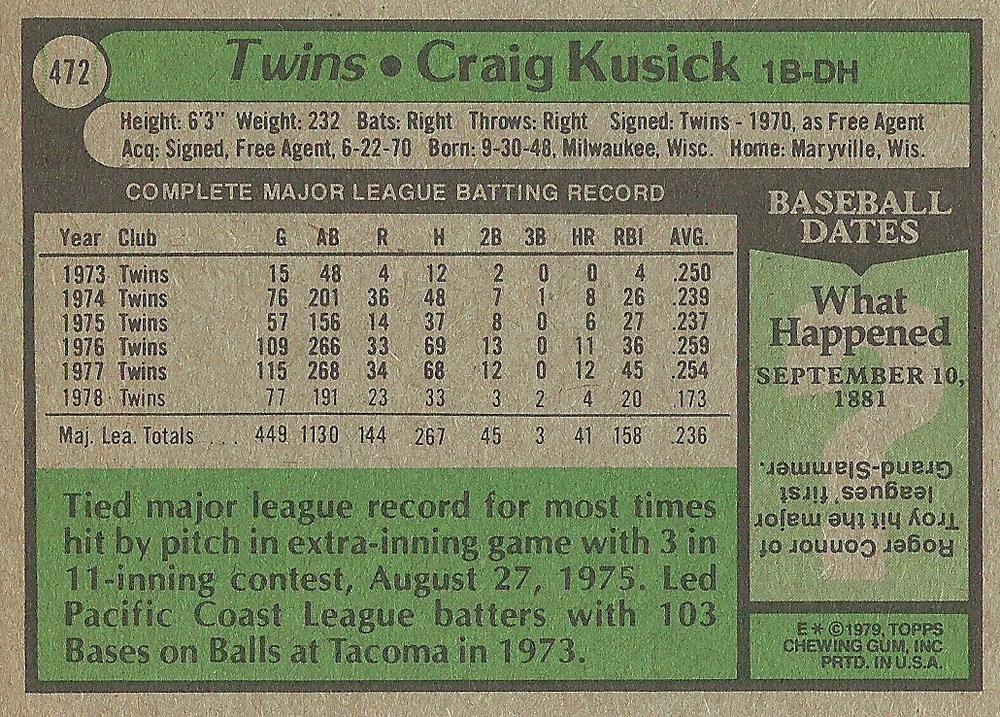 472
Twins • Craig Kusick 1B-DH
Height: 6'3" Weight: 232 Bats: Right Throws: Right Signed: Twins - 1970, as Free Agent
Acq: Signed, Free Agent, 6-22-70 Born: 9-30-48, Milwaukee, Wisc. Home: Maryville, Wis.
COMPLETE MAJOR LEAGUE BATTING RECORD
Year Club G AB R H 2B 3B HR RBI AVG.
1973 Twins 15 48 4 12 2 0 0 4 .250
1974 Twins 76 201 36 48 7 1 8 26 .239
1975 Twins 57 156 14 37 8 0 6 27 .237
1976 Twins 109 266 33 69 13 0 11 36 .259
1977 Twins 115 268 34 68 12 0 12 45 .254
1978 Twins 77 191 23 33 3 2 4 20 .173
Maj. Lea. Totals ... 449 1130 144 267 45 3 41 158 .236
Tied major league record for most times
hit by pitch in extra-inning game with 3 in
11-inning contest, August 27, 1975. Led
Pacific Coast League batters with 103
Bases on Balls at Tacoma in 1973.
BASEBALL
DATES
What
Happened
SEPTEMBER 10,
1881
Roger Connor of
Troy hit the major
leagues' first
Grand-Slammer.
E* ©1979, TOPPS
CHEWING GUM, INC
PRTD. IN U.S.A.